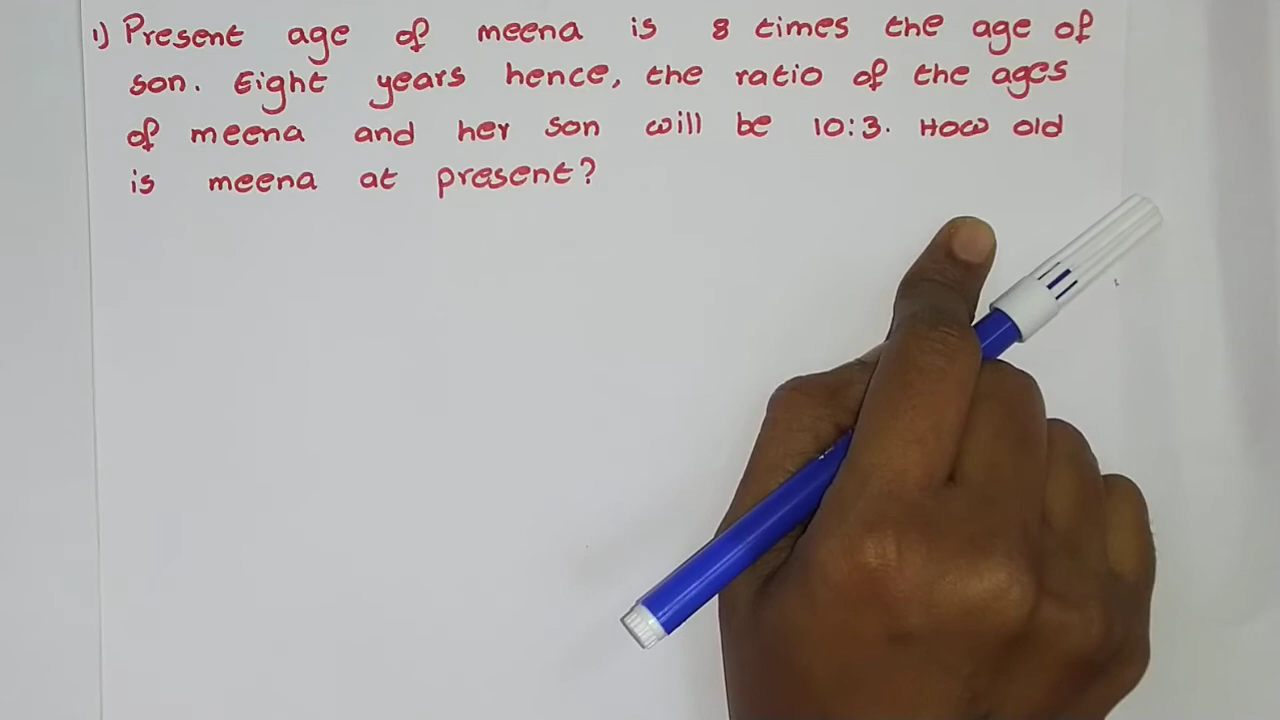 1) Present age of meena is 8 times the age of
son. Eight years hence, the ratio of the ages
of meena and her son will be 10:3. How old
is meena at present?